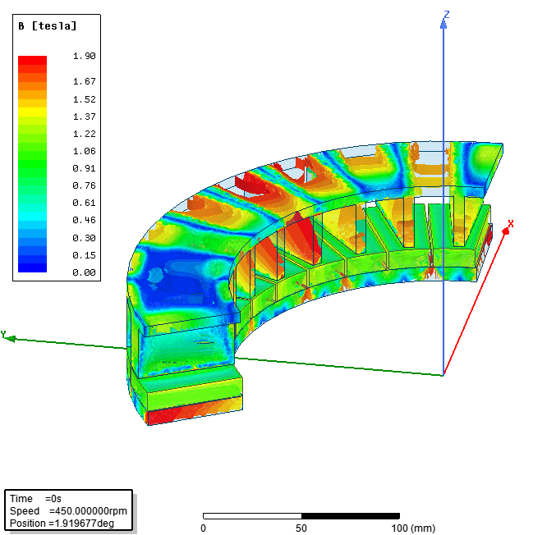 B [tesla]
1.90
1.67
1.52
1.37
1.22
1.06
0.91
0.76
0.61
0.46
0.30
0.15
0.00
Z
X
Y
Time =0s
Speed =450.000000rpm
Position =1.919677deg
0 50 100 (mm)